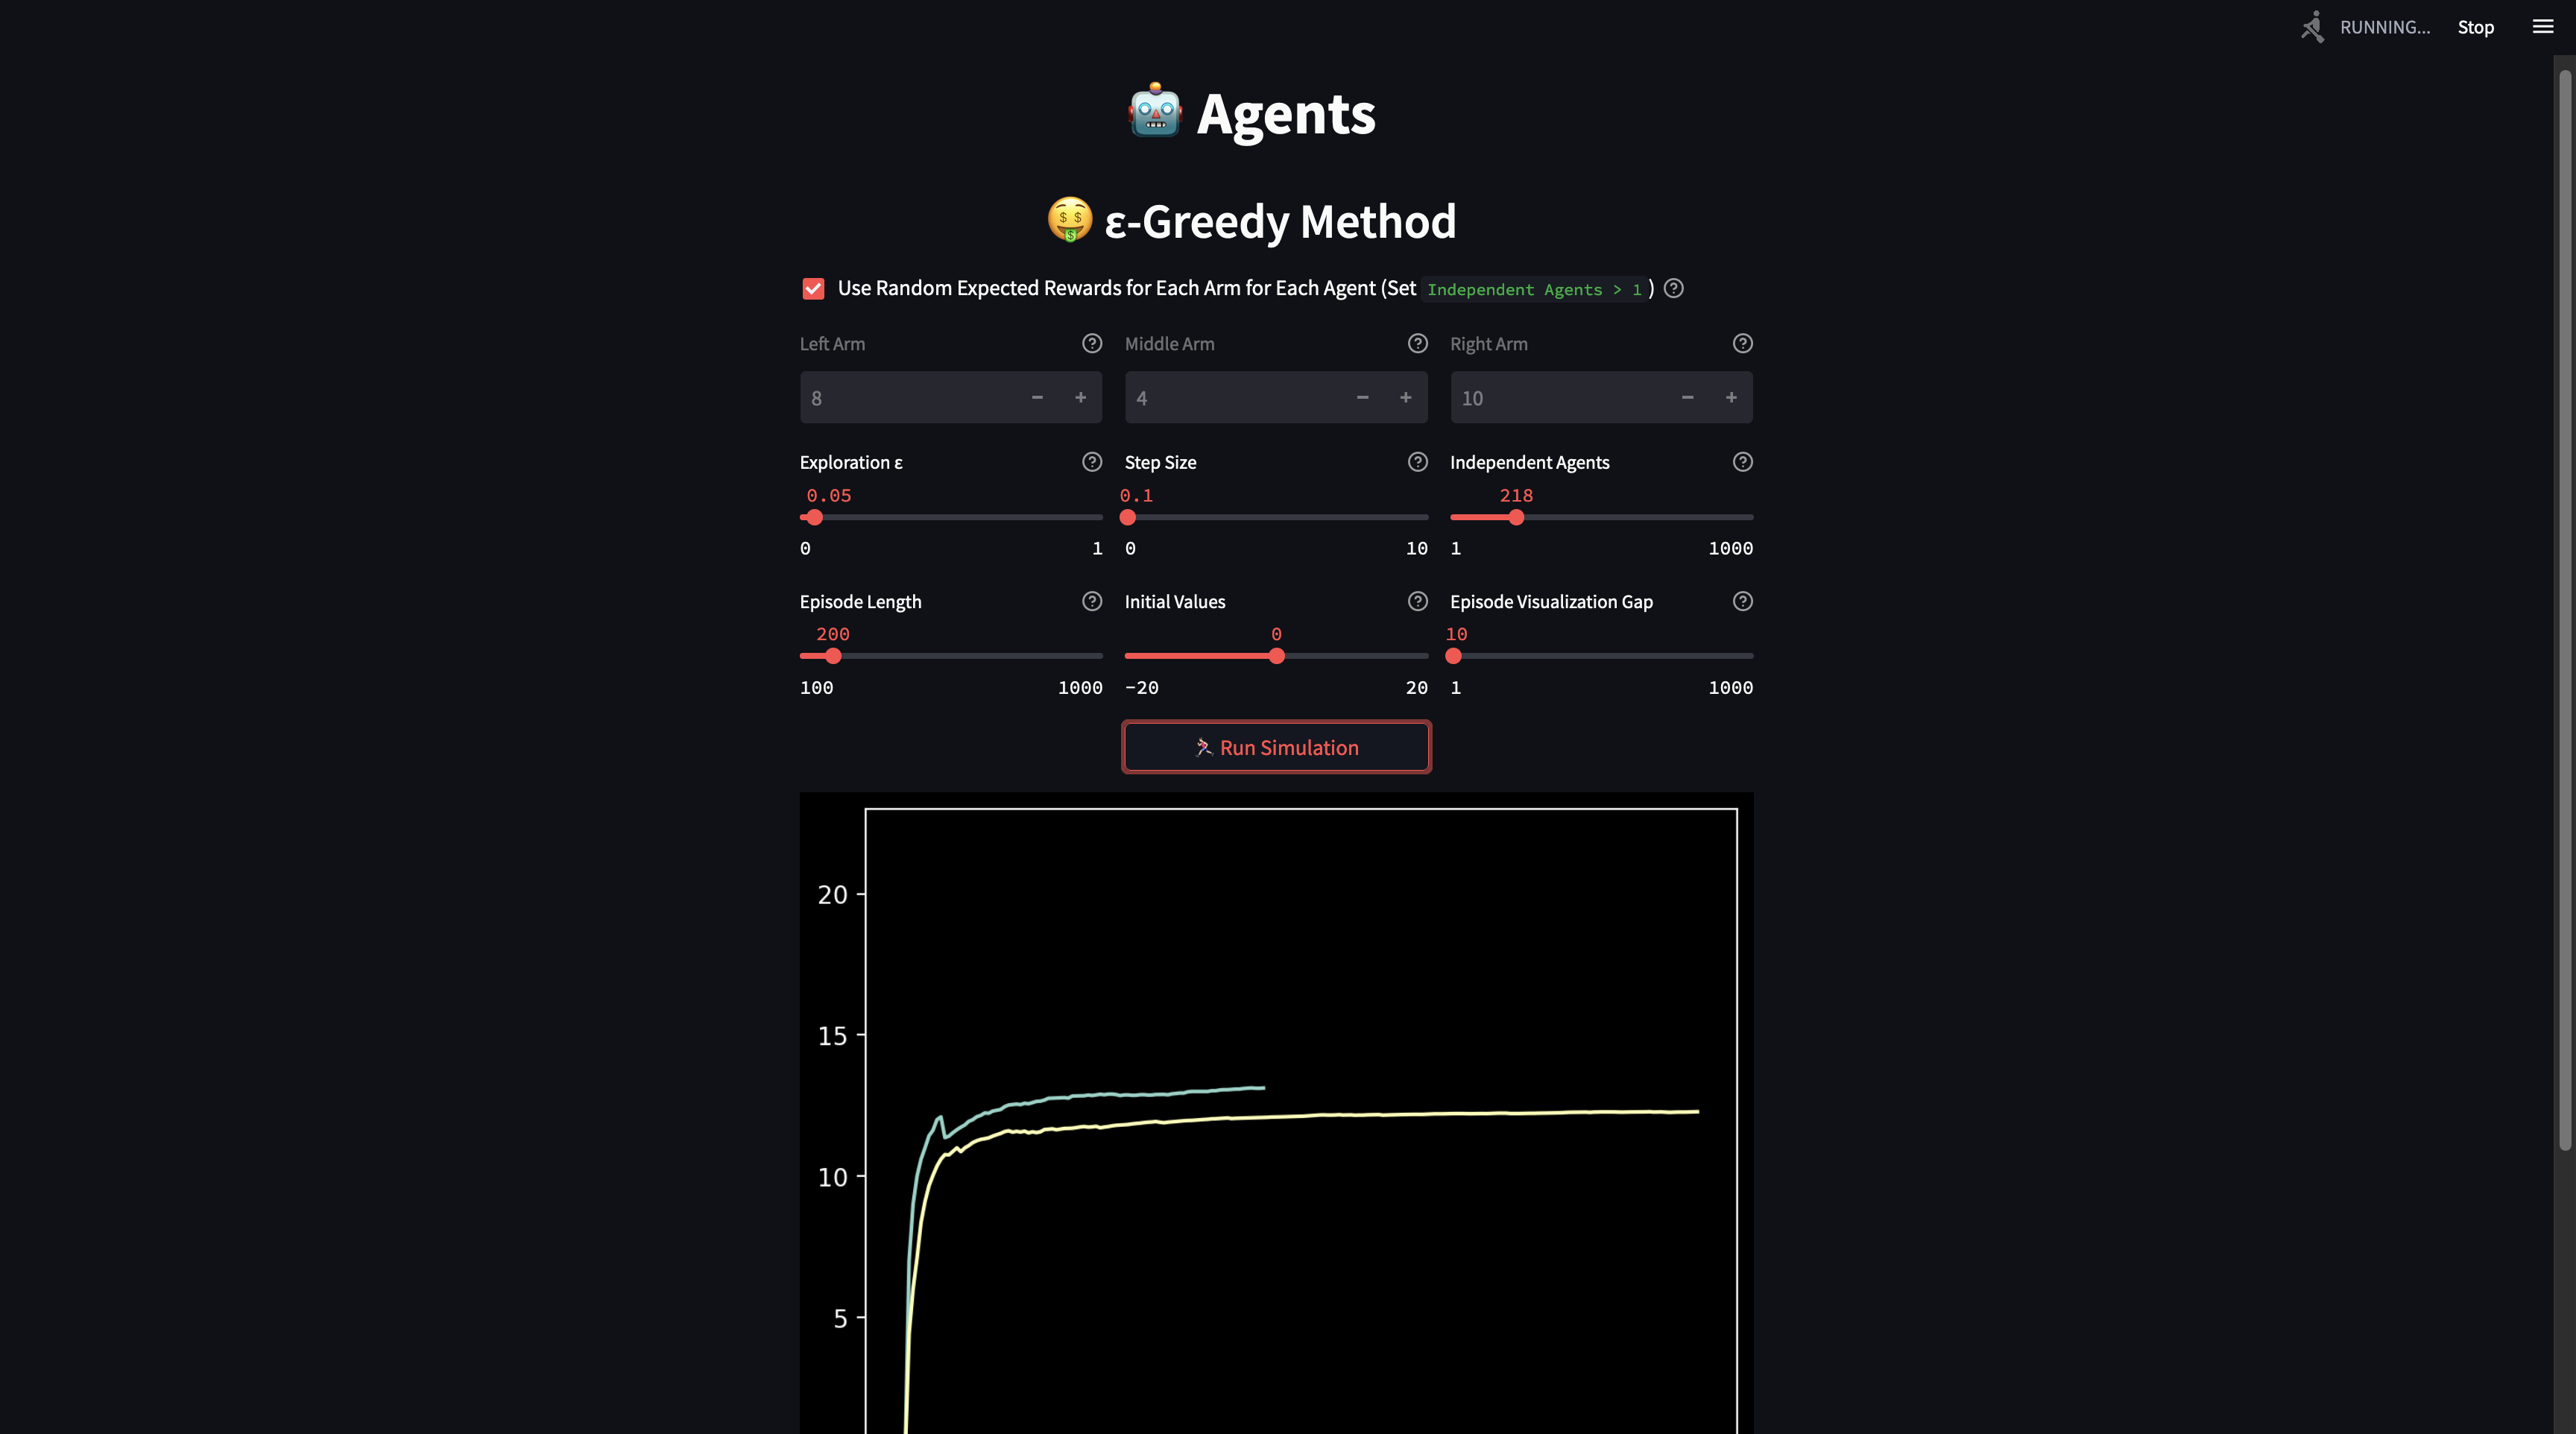 RUNNING... Stop
Agents
ε-Greedy Method
Use Random Expected Rewards for Each Arm for Each Agent (Set Independent Agents > 1)
Left Arm Middle Arm Right Arm
8 − + 4 − + 10 − +
Exploration ε Step Size Independent Agents
0.05 0.1 218
0 1 0 10 1 1000
Episode Length Initial Values Episode Visualization Gap
200 0 10
100 1000 −20 20 1 1000
Run Simulation
20
15
10
5